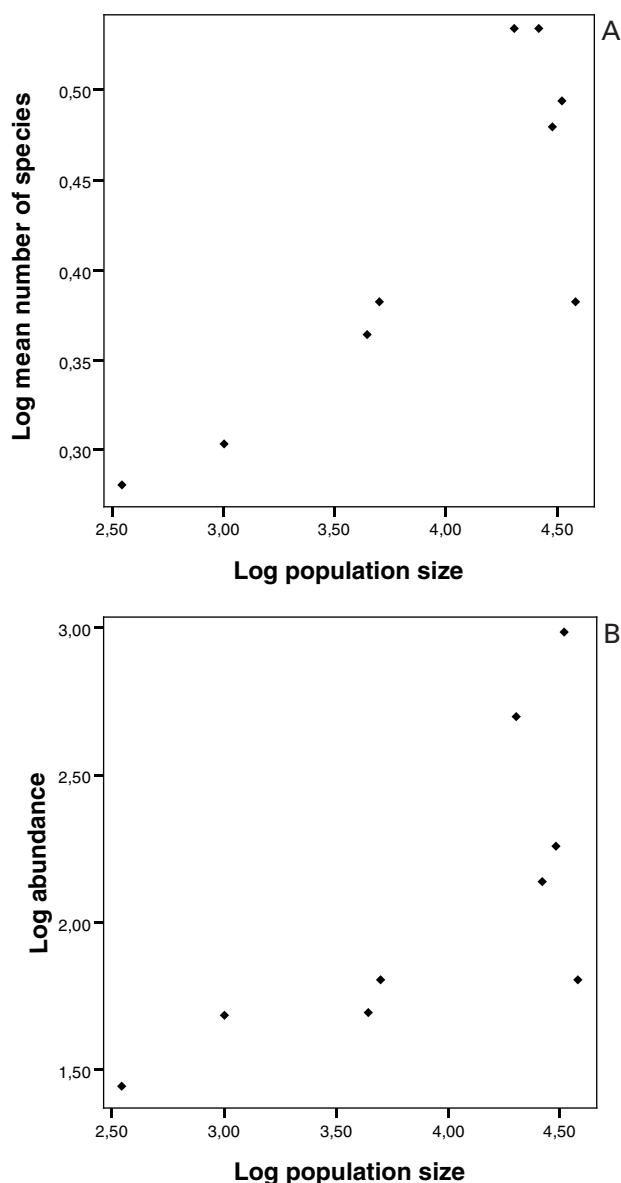 A
Log mean number of species
0,50
0,45
0,40
0,35
0,30
2,50 3,00 3,50 4,00 4,50
Log population size
B
Log abundance
3,00
2,50
2,00
1,50
2,50 3,00 3,50 4,00 4,50
Log population size